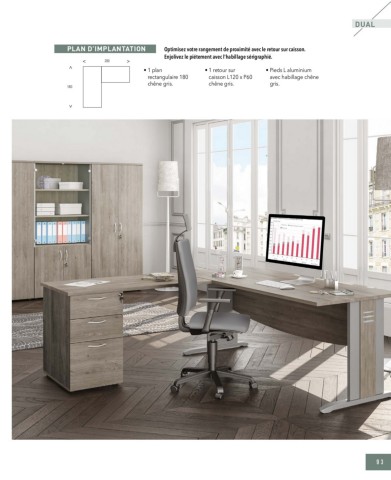 DUAL
PLAN D'IMPLANTATION
Optimisez votre rangement de proximité avec le retour sur caisson.
Enjolivez le piètement avec l'habillage sérigraphié.
• 1 plan
rectangulaire 180
chêne gris.
• 1 retour sur
caisson L120 x P60
chêne gris.
• Pieds L aluminium
avec habillage chêne
gris.